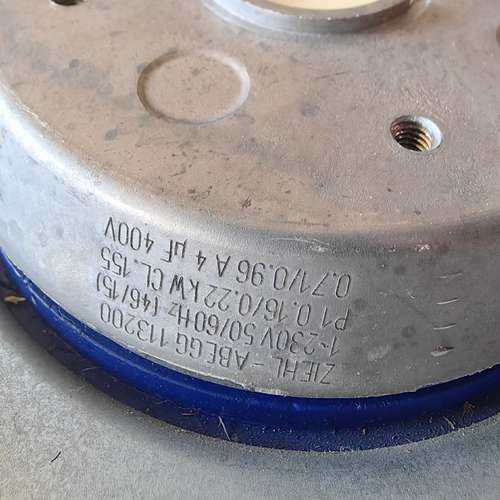 ZIEHL-ABEGG 113200
1~230V 50/60Hz (46/15)
P1 0.16/0.22kW CL.155
0.71/0.96 A 4 µF 400V